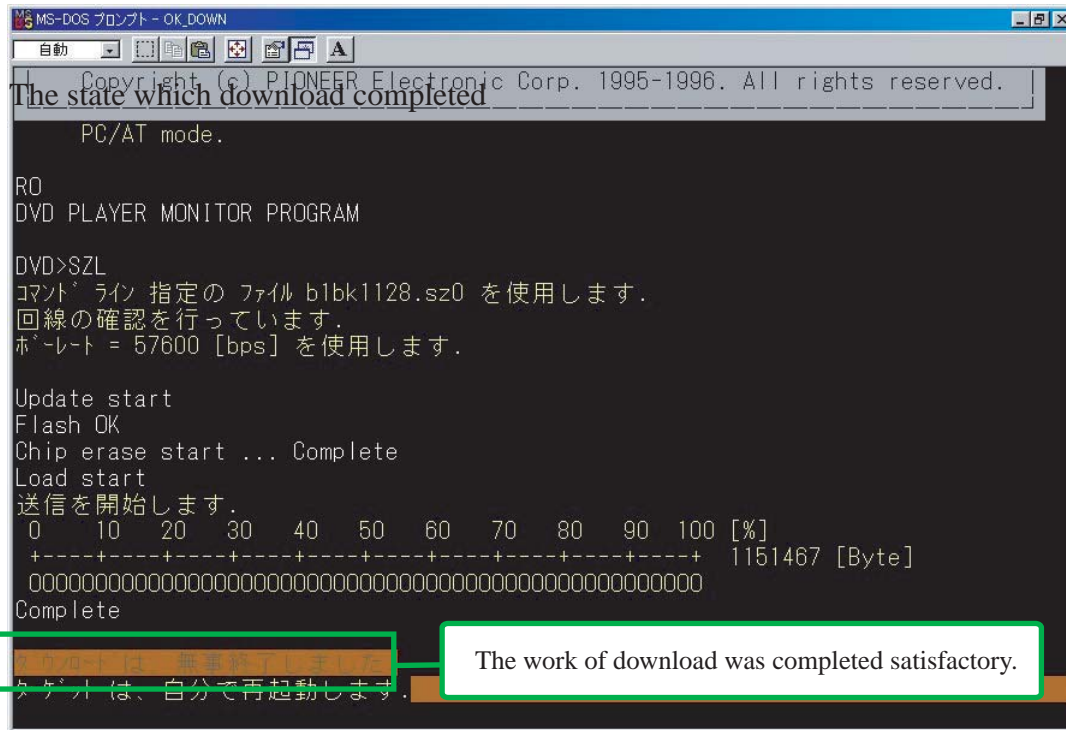 MS-DOS プロンプト - OK_DOWN
自動
A
Copyright (c) PIONEER Electronic Corp. 1995-1996. All rights reserved.
The state which download completed
PC/AT mode.
RO
DVD PLAYER MONITOR PROGRAM
DVD>SZL
ｺﾏﾝﾄﾞ ﾗｲﾝ 指定の ﾌｧｲﾙ b1bk1128.sz0 を使用します.
回線の確認を行っています.
ﾎﾞｰﾚｰﾄ = 57600 [bps] を使用します.
Update start
Flash OK
Chip erase start ... Complete
Load start
送信を開始します.
0 10 20 30 40 50 60 70 80 90 100 [%]
+----+----+----+----+----+----+----+----+----+----+ 1151467 [Byte]
OOOOOOOOOOOOOOOOOOOOOOOOOOOOOOOOOOOOOOOOOOOOOOOOOOO
Complete
ﾀﾞｳﾝﾛｰﾄﾞは、無事終了しました
The work of download was completed satisfactory.
ﾀｰｹﾞｯﾄは、自分で再起動します.